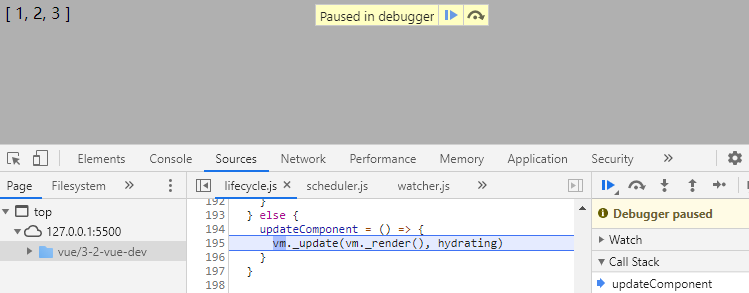 [ 1, 2, 3 ]
Paused in debugger
Elements Console Sources Network Performance Memory Application Security »
Page Filesystem » lifecycle.js × scheduler.js watcher.js »
top
127.0.0.1:5500
vue/3-2-vue-dev
192 }
193 } else {
194 updateComponent = () => {
195 vm._update(vm._render(), hydrating)
196 }
197 }
198
Debugger paused
Watch
Call Stack
updateComponent